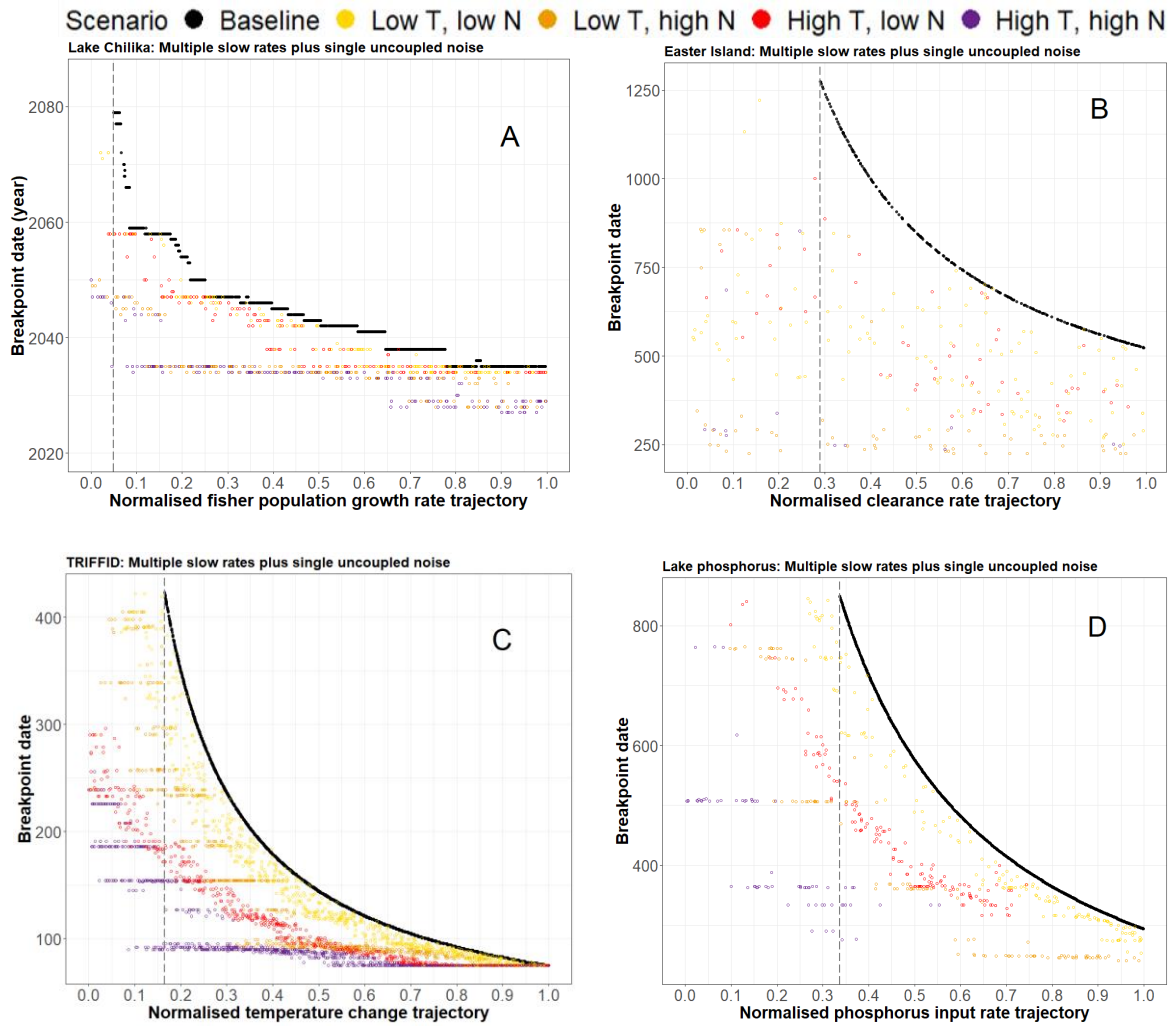 Scenario Baseline Low T, low N Low T, high N High T, low N High T, high N
Lake Chilika: Multiple slow rates plus single uncoupled noise
A
Breakpoint date (year)
2080
2060
2040
2020
0.0 0.1 0.2 0.3 0.4 0.5 0.6 0.7 0.8 0.9 1.0
Normalised fisher population growth rate trajectory
Easter Island: Multiple slow rates plus single uncoupled noise
B
Breakpoint date
1250
1000
750
500
250
0.0 0.1 0.2 0.3 0.4 0.5 0.6 0.7 0.8 0.9 1.0
Normalised clearance rate trajectory
TRIFFID: Multiple slow rates plus single uncoupled noise
C
Breakpoint date
400
300
200
100
0.0 0.1 0.2 0.3 0.4 0.5 0.6 0.7 0.8 0.9 1.0
Normalised temperature change trajectory
Lake phosphorus: Multiple slow rates plus single uncoupled noise
D
Breakpoint date
800
600
400
0.0 0.1 0.2 0.3 0.4 0.5 0.6 0.7 0.8 0.9 1.0
Normalised phosphorus input rate trajectory